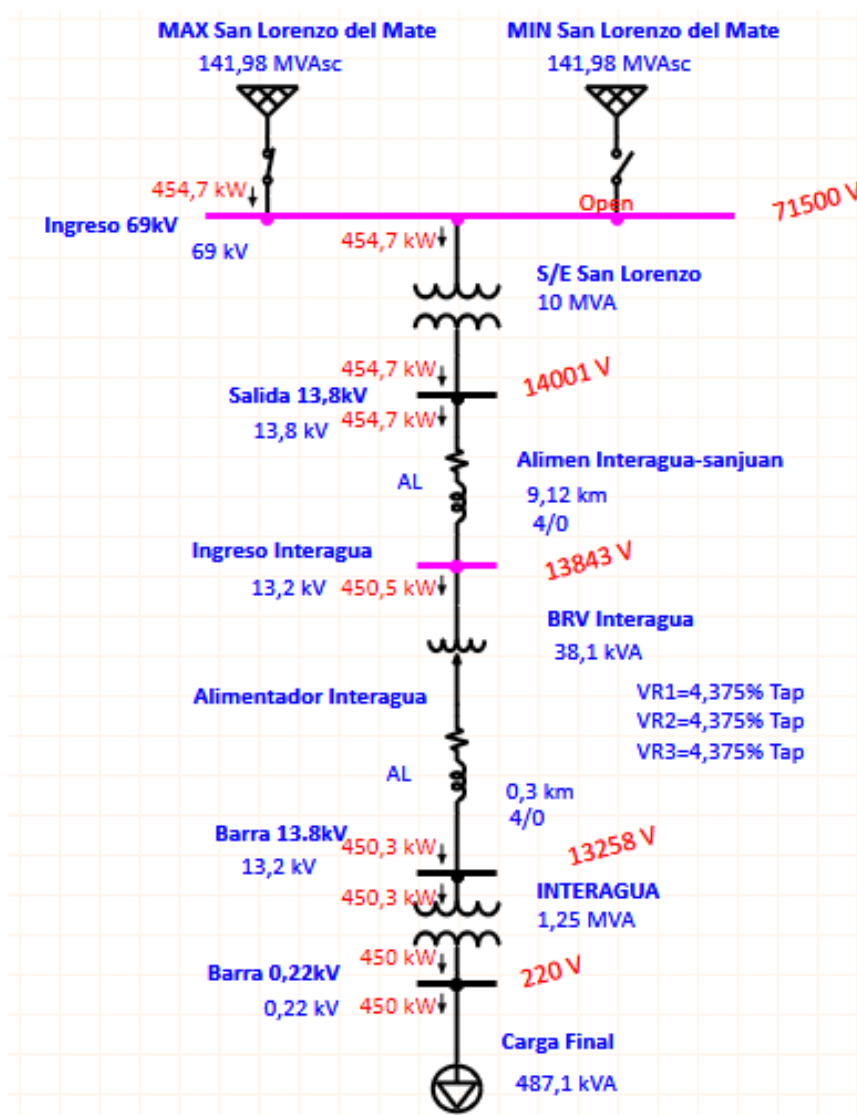 MAX San Lorenzo del Mate
141,98 MVAsc
MIN San Lorenzo del Mate
141,98 MVAsc
454,7 kW
Open
71500 V
Ingreso 69kV
69 kV
454,7 kW
S/E San Lorenzo
10 MVA
454,7 kW
14001 V
Salida 13,8kV
454,7 kW
13,8 kV
Alimen Interagua-sanjuan
AL
9,12 km
4/0
Ingreso Interagua
13843 V
13,2 kV
450,5 kW
BRV Interagua
38,1 kVA
Alimentador Interagua
VR1=4,375% Tap
VR2=4,375% Tap
VR3=4,375% Tap
AL
0,3 km
4/0
Barra 13.8kV
450,3 kW
13258 V
13,2 kV
450,3 kW
INTERAGUA
1,25 MVA
450 kW
220 V
Barra 0,22kV
0,22 kV
450 kW
Carga Final
487,1 kVA